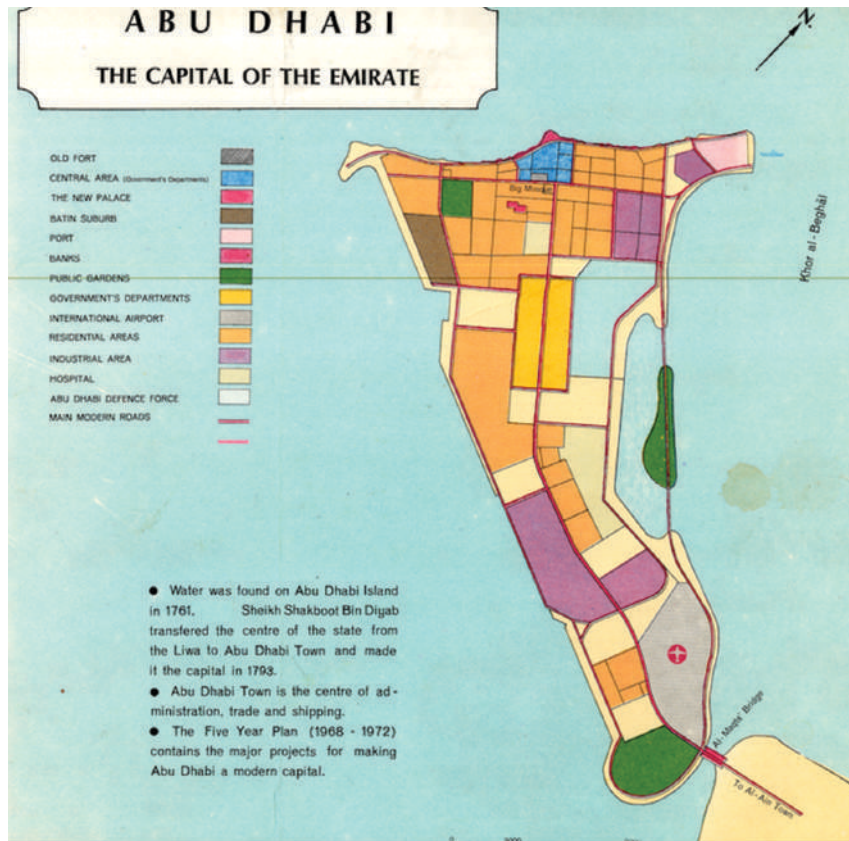 ABU DHABI
THE CAPITAL OF THE EMIRATE
N.
OLD FORT
CENTRAL AREA (Government's Departments)
THE NEW PALACE
BATIN SUBURB
PORT
BANKS
PUBLIC GARDENS
GOVERNMENT'S DEPARTMENTS
INTERNATIONAL AIRPORT
RESIDENTIAL AREAS
INDUSTRIAL AREA
HOSPITAL
ABU DHABI DEFENCE FORCE
MAIN MODERN ROADS
Big
Khor al-Beghāl
● Water was found on Abu Dhabi Island
in 1761. Sheikh Shakboot Bin Diyab
transfered the centre of the state from
the Liwa to Abu Dhabi Town and made
it the capital in 1793.
● Abu Dhabi Town is the centre of ad-
ministration, trade and shipping.
● The Five Year Plan (1968 - 1972)
contains the major projects for making
Abu Dhabi a modern capital.
Al-Maqta' Bridge
To Al-Ain Town
0